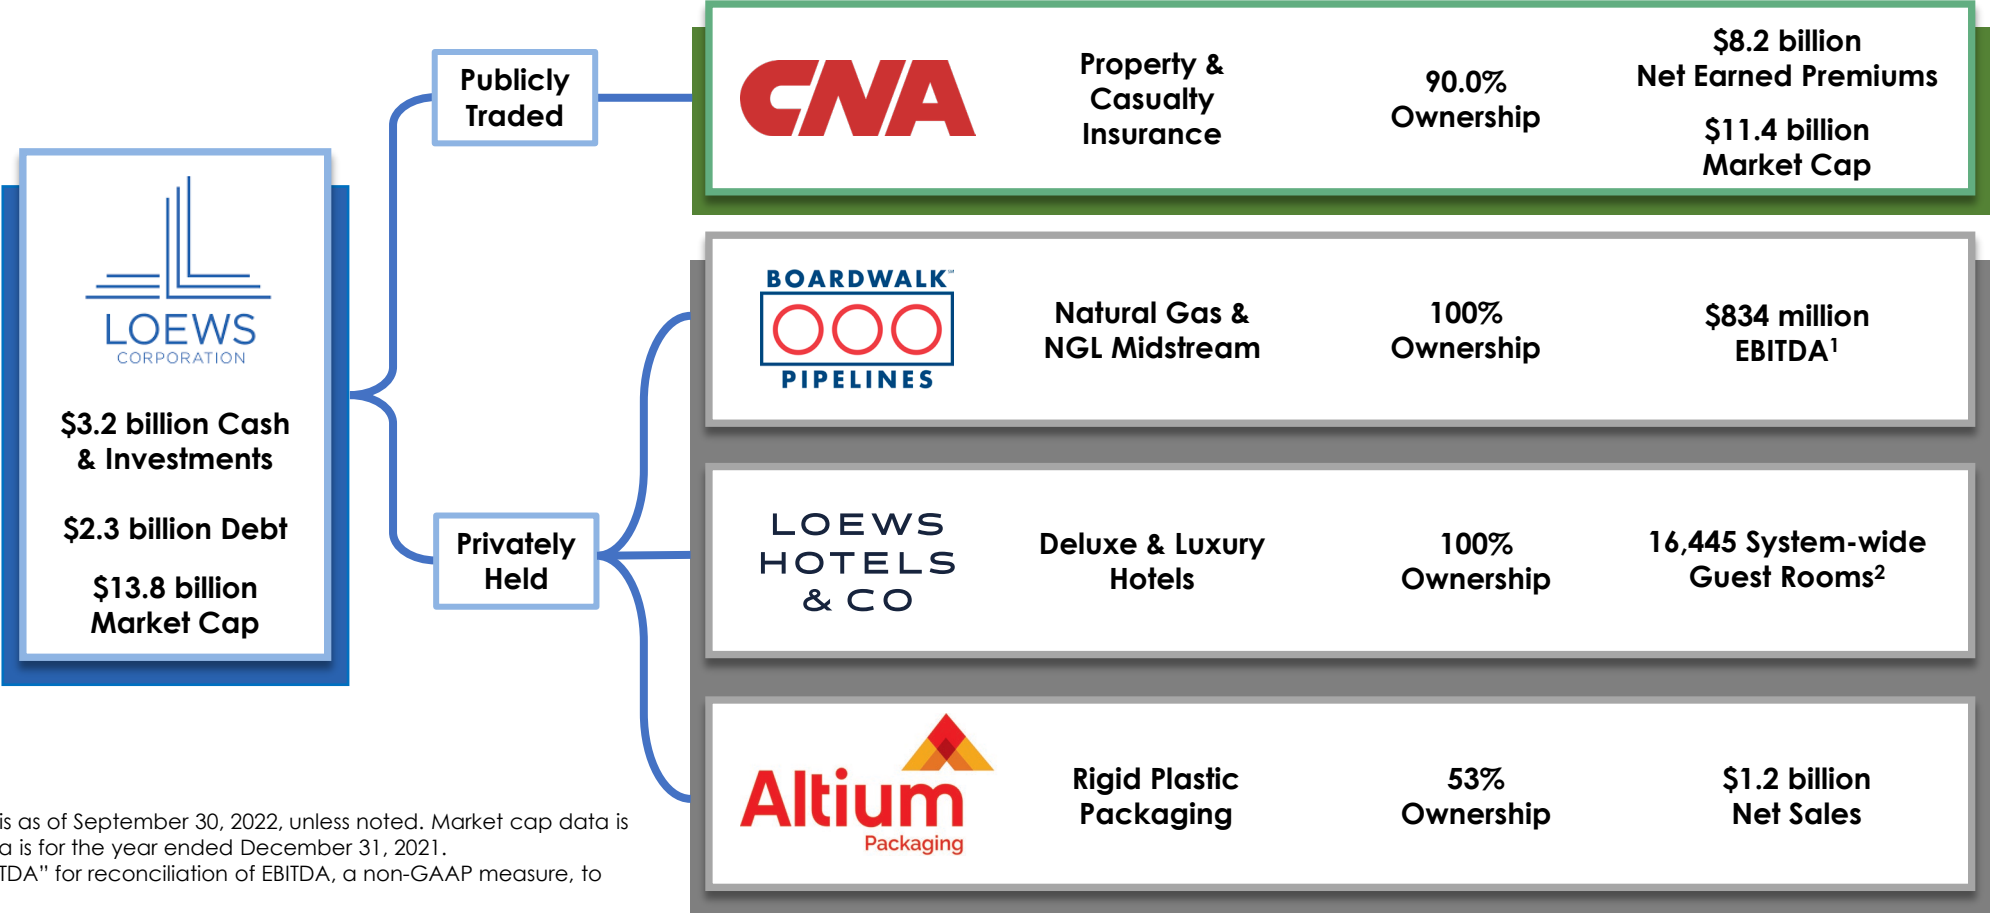 LOEWS
CORPORATION
$3.2 billion Cash
& Investments
$2.3 billion Debt
$13.8 billion
Market Cap
Publicly
Traded
Privately
Held
CNA
Property &
Casualty
Insurance
90.0%
Ownership
$8.2 billion
Net Earned Premiums
$11.4 billion
Market Cap
BOARDWALK
PIPELINES
Natural Gas &
NGL Midstream
100%
Ownership
$834 million
EBITDA¹
LOEWS
HOTELS
& CO
Deluxe & Luxury
Hotels
100%
Ownership
16,445 System-wide
Guest Rooms²
Altium
Packaging
Rigid Plastic
Packaging
53%
Ownership
$1.2 billion
Net Sales
is as of September 30, 2022, unless noted. Market cap data is
a is for the year ended December 31, 2021.
TDA” for reconciliation of EBITDA, a non-GAAP measure, to